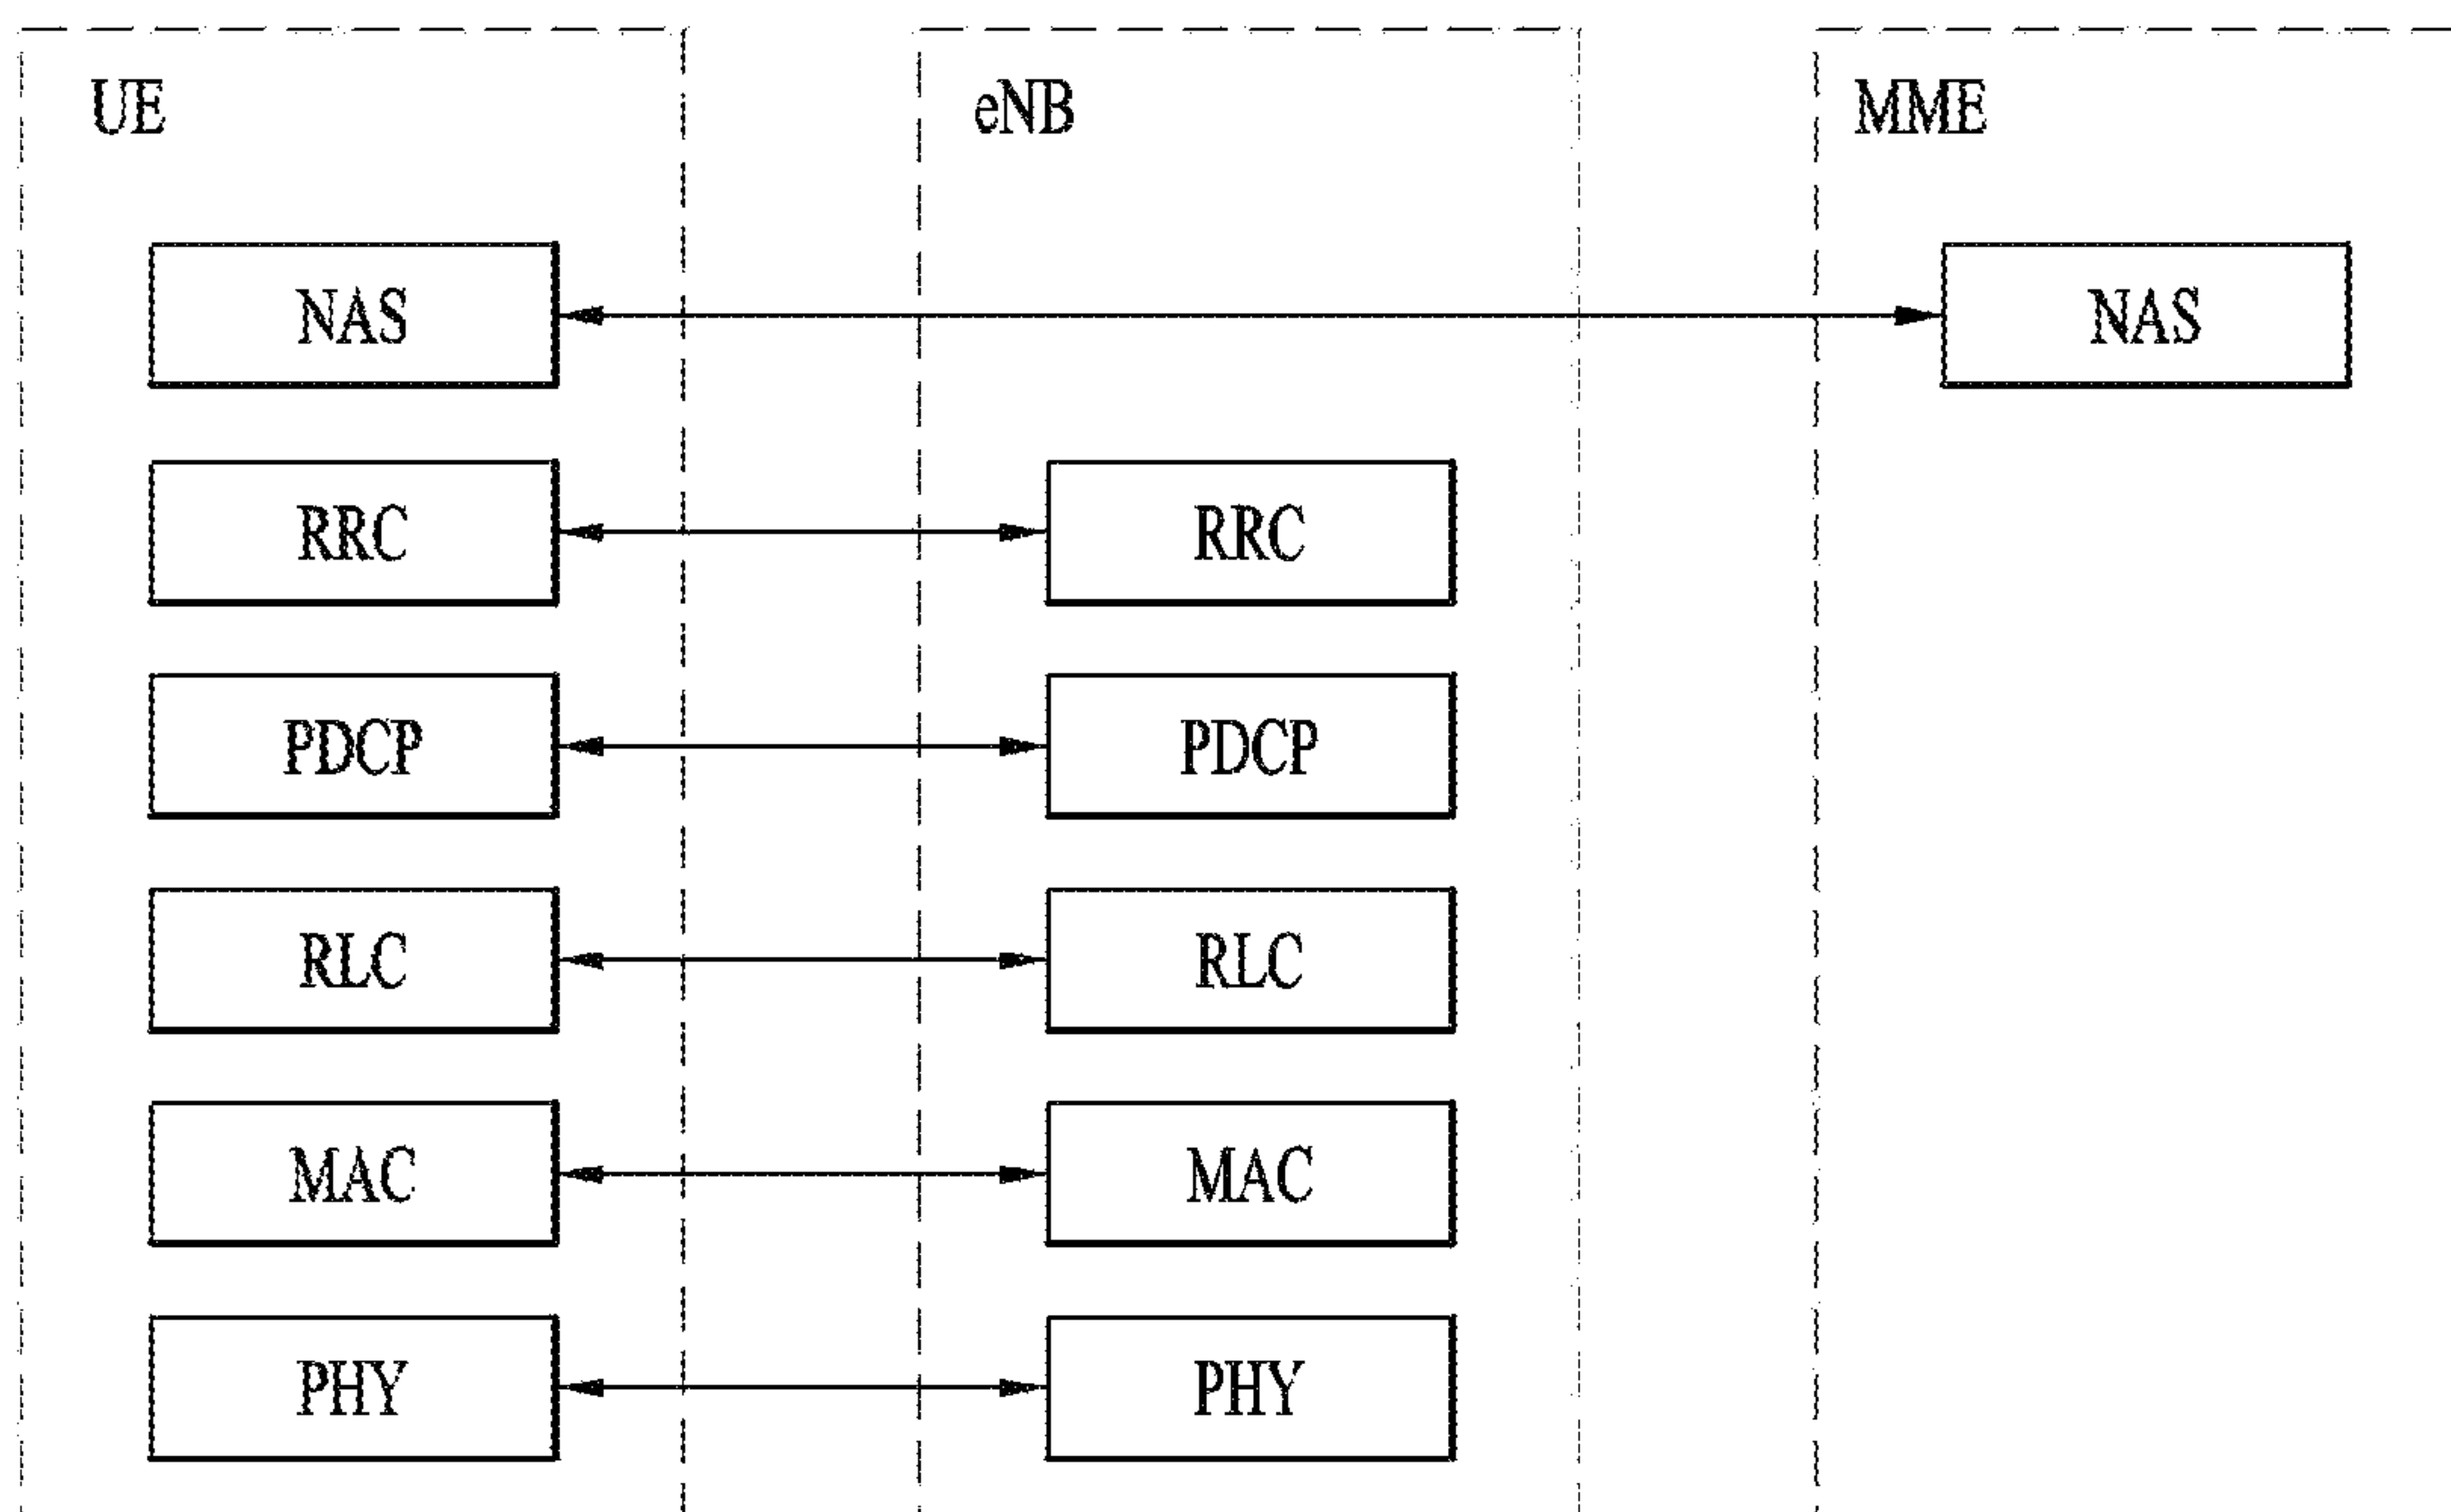 UE eNB MME
NAS NAS
RRC RRC
PDCP PDCP
RLC RLC
MAC MAC
PHY PHY